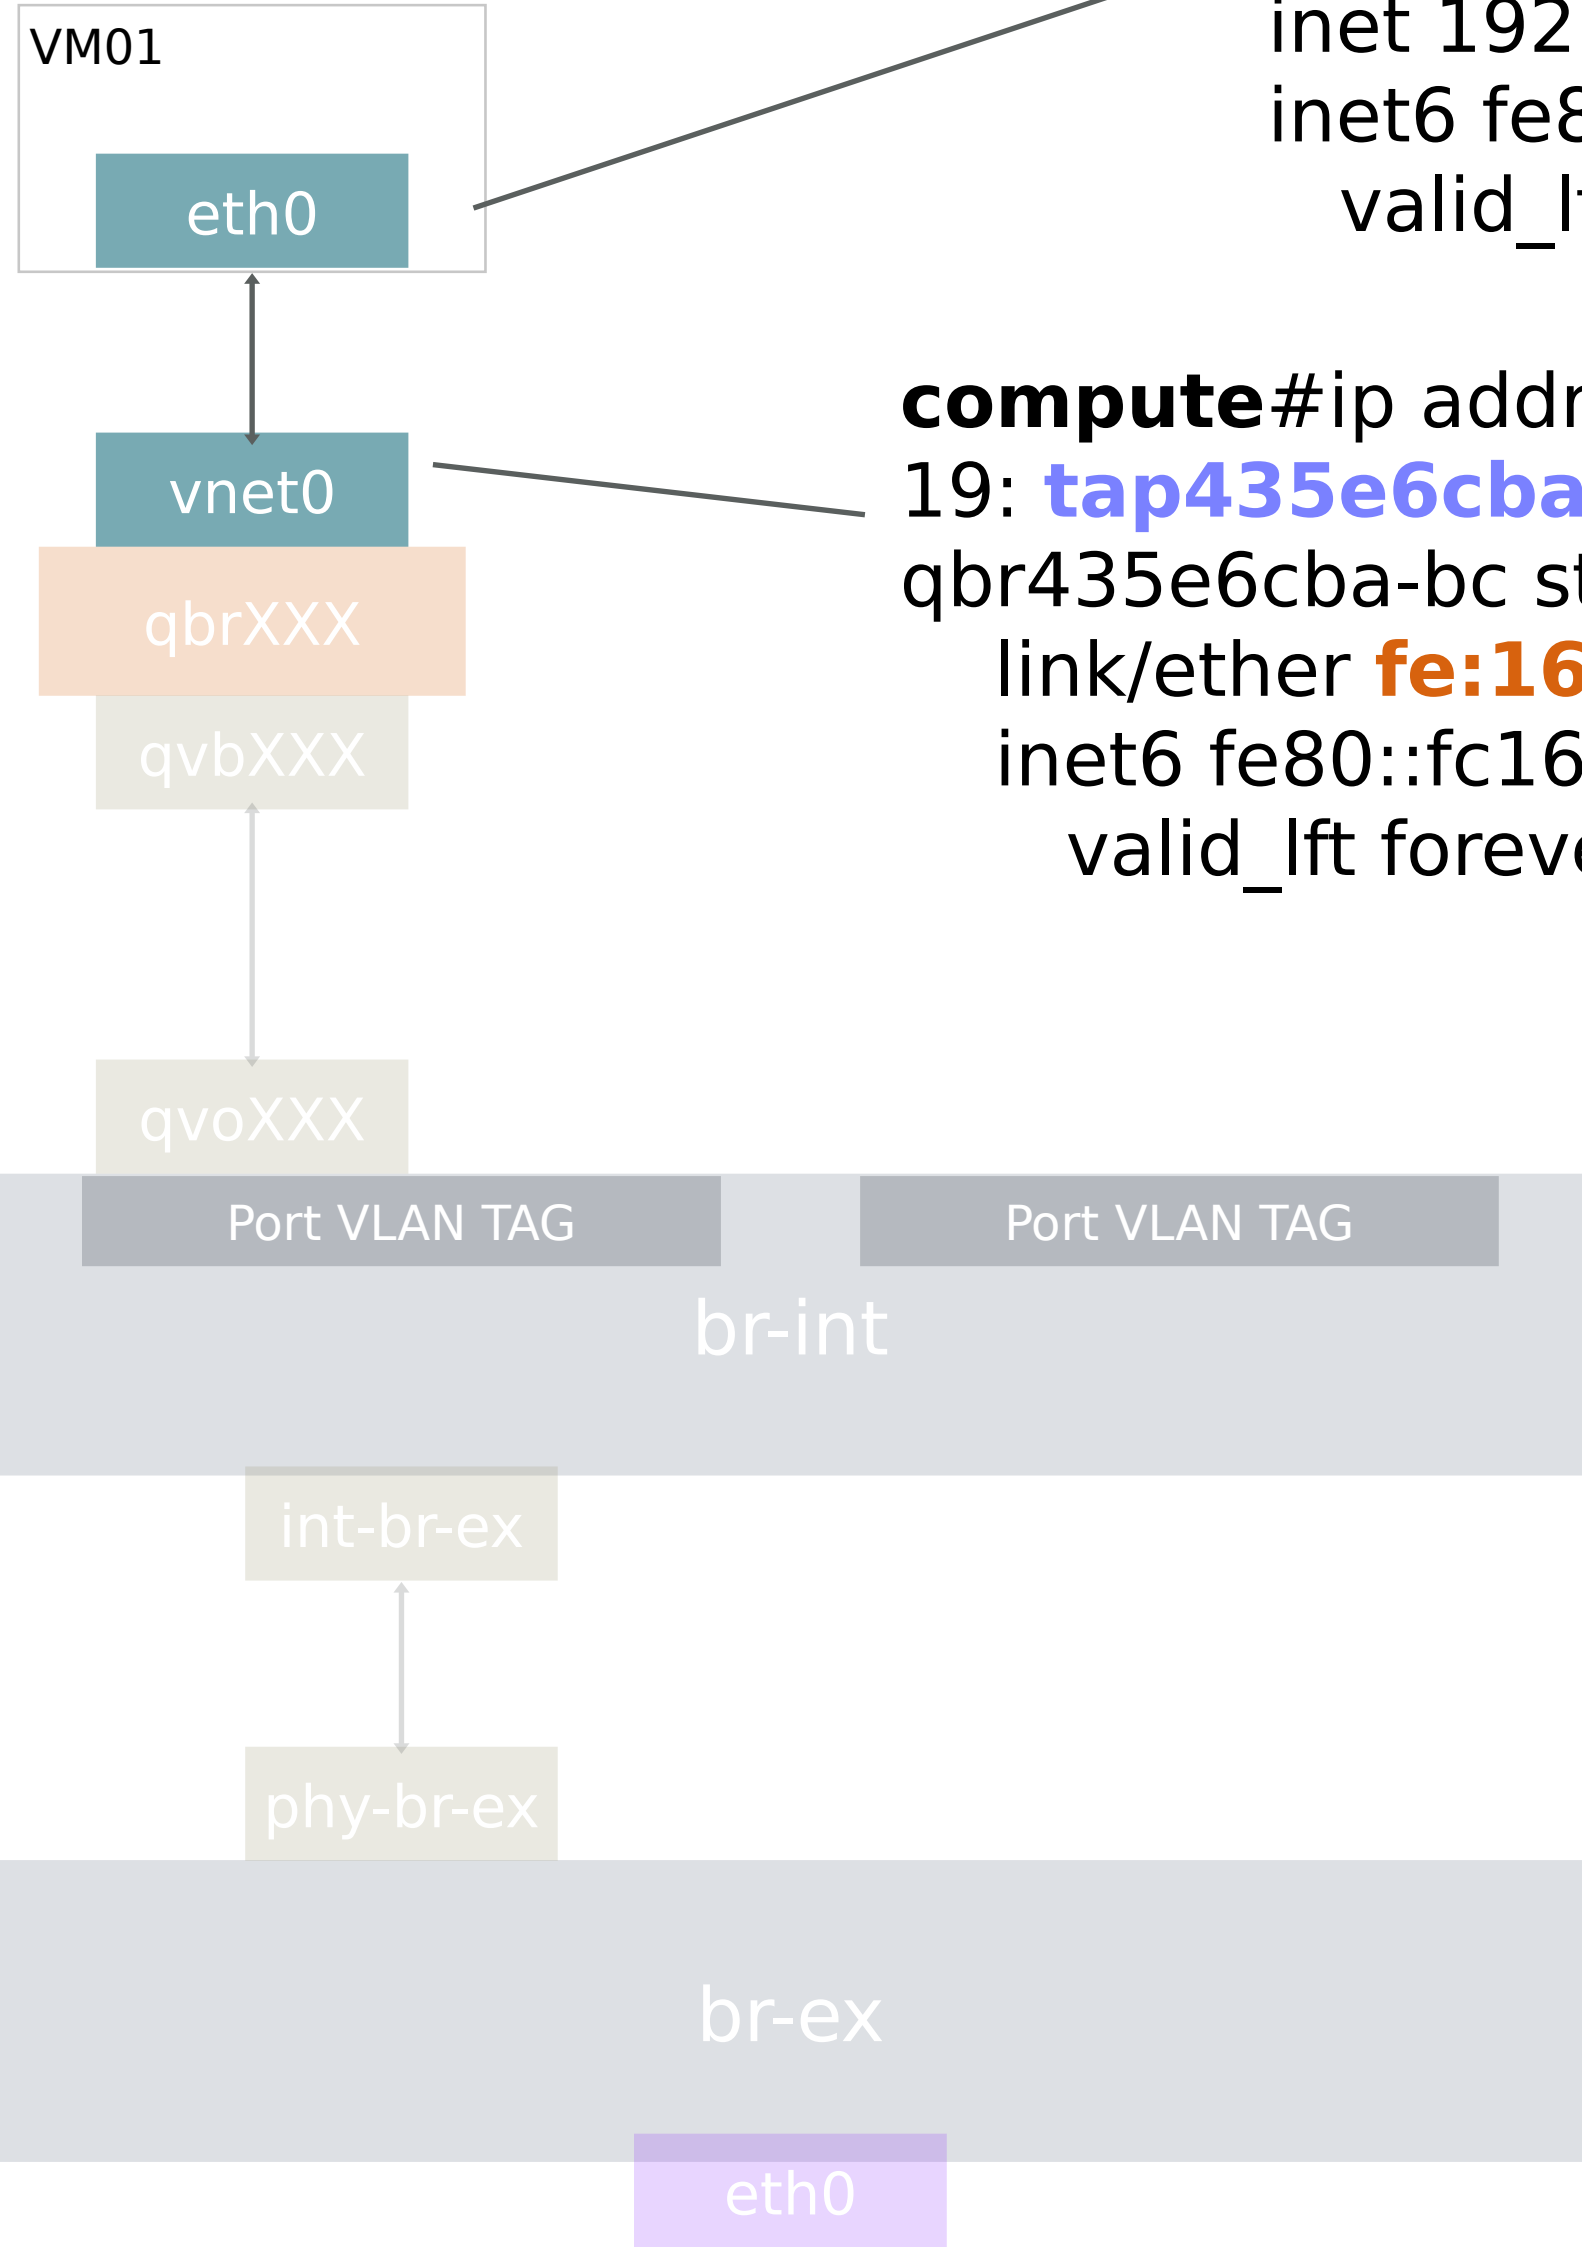 VM01
eth0
inet 192
inet6 fe8
valid_l
vnet0
compute#ip addr
19: tap435e6cba
qbr435e6cba-bc st
link/ether fe:16
inet6 fe80::fc16
valid_lft foreve
qbrXXX
qvbXXX
qvoXXX
Port VLAN TAG
Port VLAN TAG
br-int
int-br-ex
phy-br-ex
br-ex
eth0